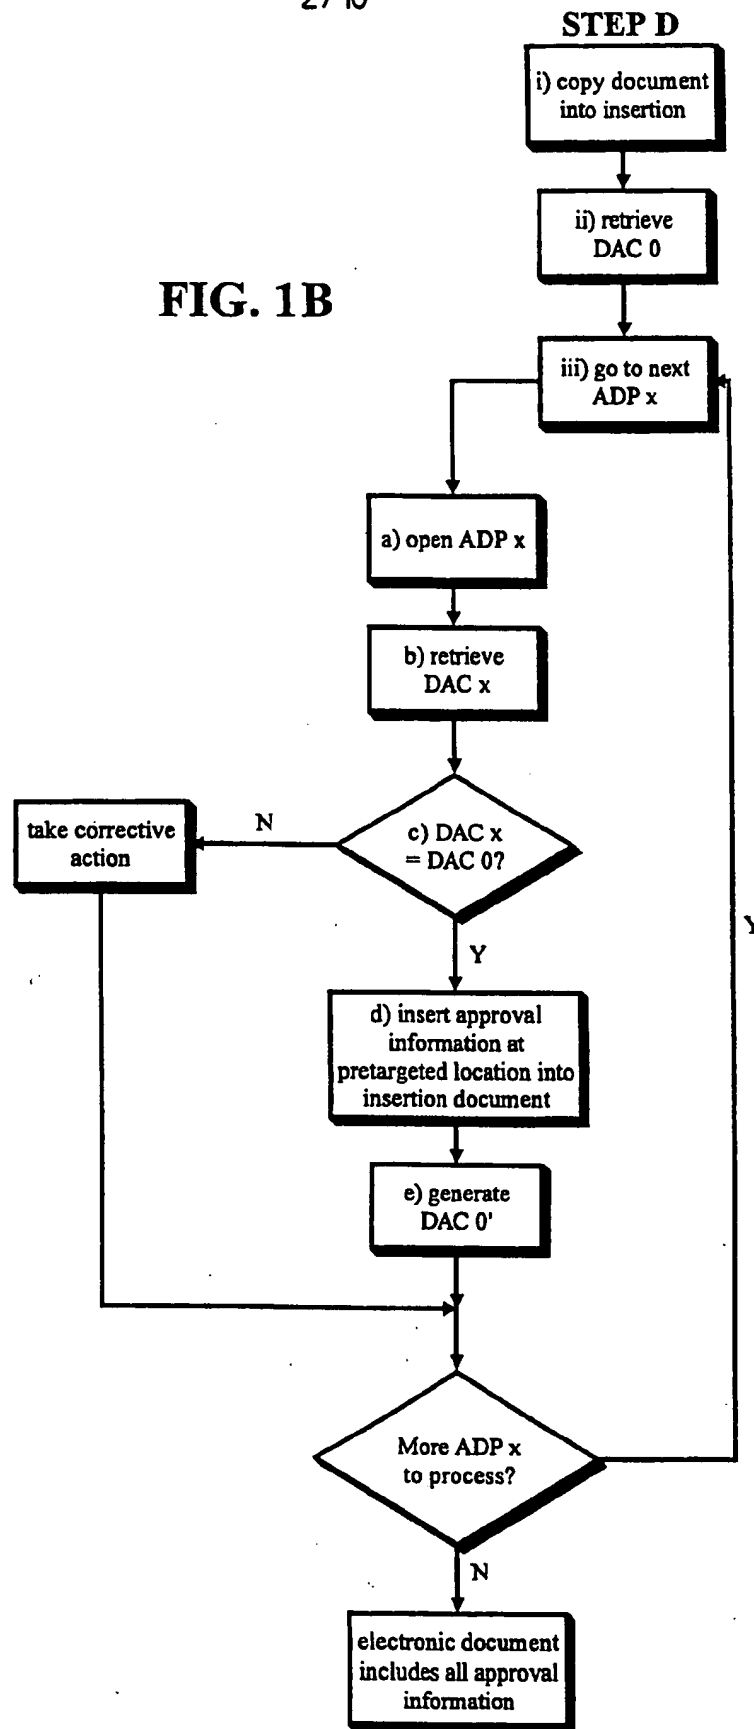 STEP D
i) copy document
into insertion
ii) retrieve
DAC 0
FIG. 1B
iii) go to next
ADP x
a) open ADP x
b) retrieve
DAC x
c) DAC x
= DAC 0?
N
take corrective
action
Y
Y
d) insert approval
information at
pretargeted location into
insertion document
e) generate
DAC 0'
More ADP x
to process?
N
electronic document
includes all approval
information